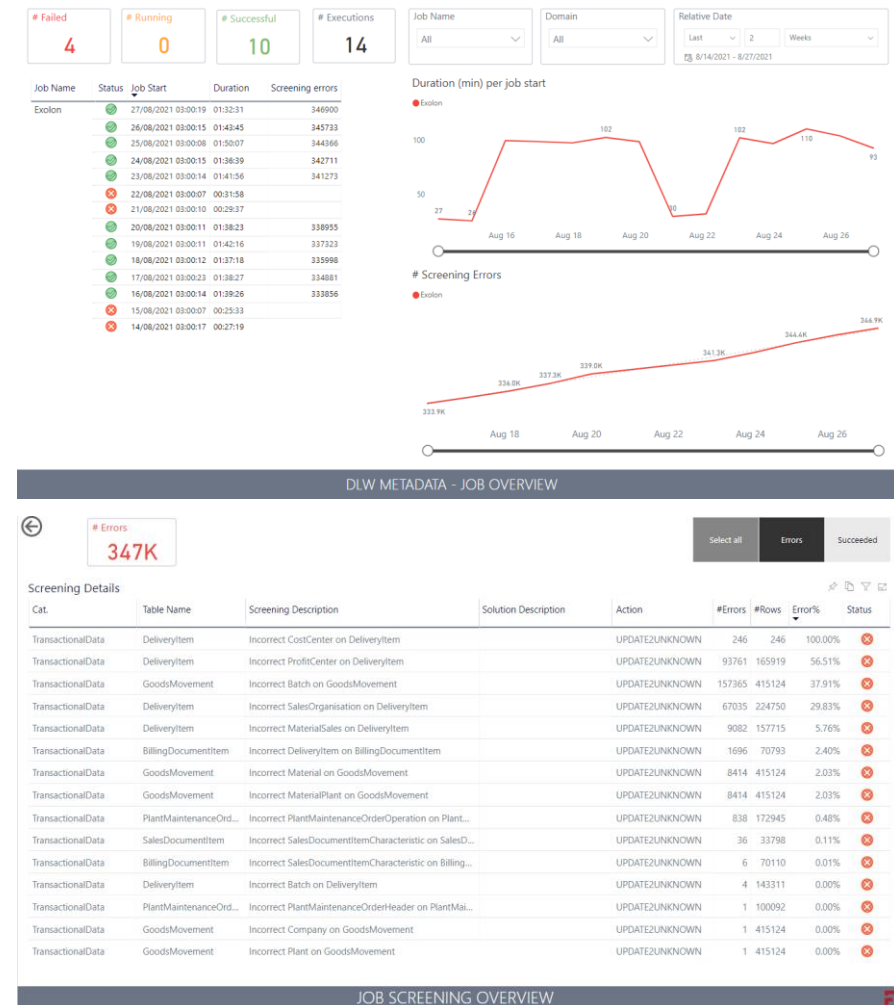 # Failed # Running # Successful # Executions Job Name Domain Relative Date
4 0 10 14 All All Last 2 Weeks
8/14/2021 - 8/27/2021
Job Name Status Job Start Duration Screening errors
Exolon 27/08/2021 03:00:19 01:32:31 346900
26/08/2021 03:00:15 01:43:45 345733
25/08/2021 03:00:08 01:50:07 344366
24/08/2021 03:00:15 01:36:39 342711
23/08/2021 03:00:14 01:41:56 341273
22/08/2021 03:00:07 00:31:58
21/08/2021 03:00:10 00:29:37
20/08/2021 03:00:11 01:38:23 338955
19/08/2021 03:00:11 01:42:16 337323
18/08/2021 03:00:12 01:37:18 335998
17/08/2021 03:00:23 01:38:27 334881
16/08/2021 03:00:14 01:39:26 333856
15/08/2021 03:00:07 00:25:33
14/08/2021 03:00:17 00:27:19
Duration (min) per job start
Exolon
100
50
27 26 102 30 102 110 93
Aug 16 Aug 18 Aug 20 Aug 22 Aug 24 Aug 26
# Screening Errors
Exolon
333.9K 336.0K 337.3K 339.0K 341.3K 344.4K 346.9K
Aug 18 Aug 20 Aug 22 Aug 24 Aug 26
DLW METADATA - JOB OVERVIEW
# Errors
347K
Select all Errors Succeeded
Screening Details
Cat. Table Name Screening Description Solution Description Action #Errors #Rows Error% Status
TransactionalData DeliveryItem Incorrect CostCenter on DeliveryItem UPDATE2UNKNOWN 246 246 100.00%
TransactionalData DeliveryItem Incorrect ProfitCenter on DeliveryItem UPDATE2UNKNOWN 93761 165919 56.51%
TransactionalData GoodsMovement Incorrect Batch on GoodsMovement UPDATE2UNKNOWN 157365 415124 37.91%
TransactionalData DeliveryItem Incorrect SalesOrganisation on DeliveryItem UPDATE2UNKNOWN 67035 224750 29.83%
TransactionalData DeliveryItem Incorrect MaterialSales on DeliveryItem UPDATE2UNKNOWN 9082 157715 5.76%
TransactionalData BillingDocumentItem Incorrect DeliveryItem on BillingDocumentItem UPDATE2UNKNOWN 1696 70793 2.40%
TransactionalData GoodsMovement Incorrect Material on GoodsMovement UPDATE2UNKNOWN 8414 415124 2.03%
TransactionalData GoodsMovement Incorrect MaterialPlant on GoodsMovement UPDATE2UNKNOWN 8414 415124 2.03%
TransactionalData PlantMaintenanceOrd... Incorrect PlantMaintenanceOrderOperation on Plant... UPDATE2UNKNOWN 838 172945 0.48%
TransactionalData SalesDocumentItem Incorrect SalesDocumentItemCharacteristic on SalesD... UPDATE2UNKNOWN 36 33798 0.11%
TransactionalData BillingDocumentItem Incorrect SalesDocumentItemCharacteristic on Billing... UPDATE2UNKNOWN 6 70110 0.01%
TransactionalData DeliveryItem Incorrect Batch on DeliveryItem UPDATE2UNKNOWN 4 143311 0.00%
TransactionalData PlantMaintenanceOrd... Incorrect PlantMaintenanceOrderHeader on PlantMai... UPDATE2UNKNOWN 1 100092 0.00%
TransactionalData GoodsMovement Incorrect Company on GoodsMovement UPDATE2UNKNOWN 1 415124 0.00%
TransactionalData GoodsMovement Incorrect Plant on GoodsMovement UPDATE2UNKNOWN 1 415124 0.00%
JOB SCREENING OVERVIEW